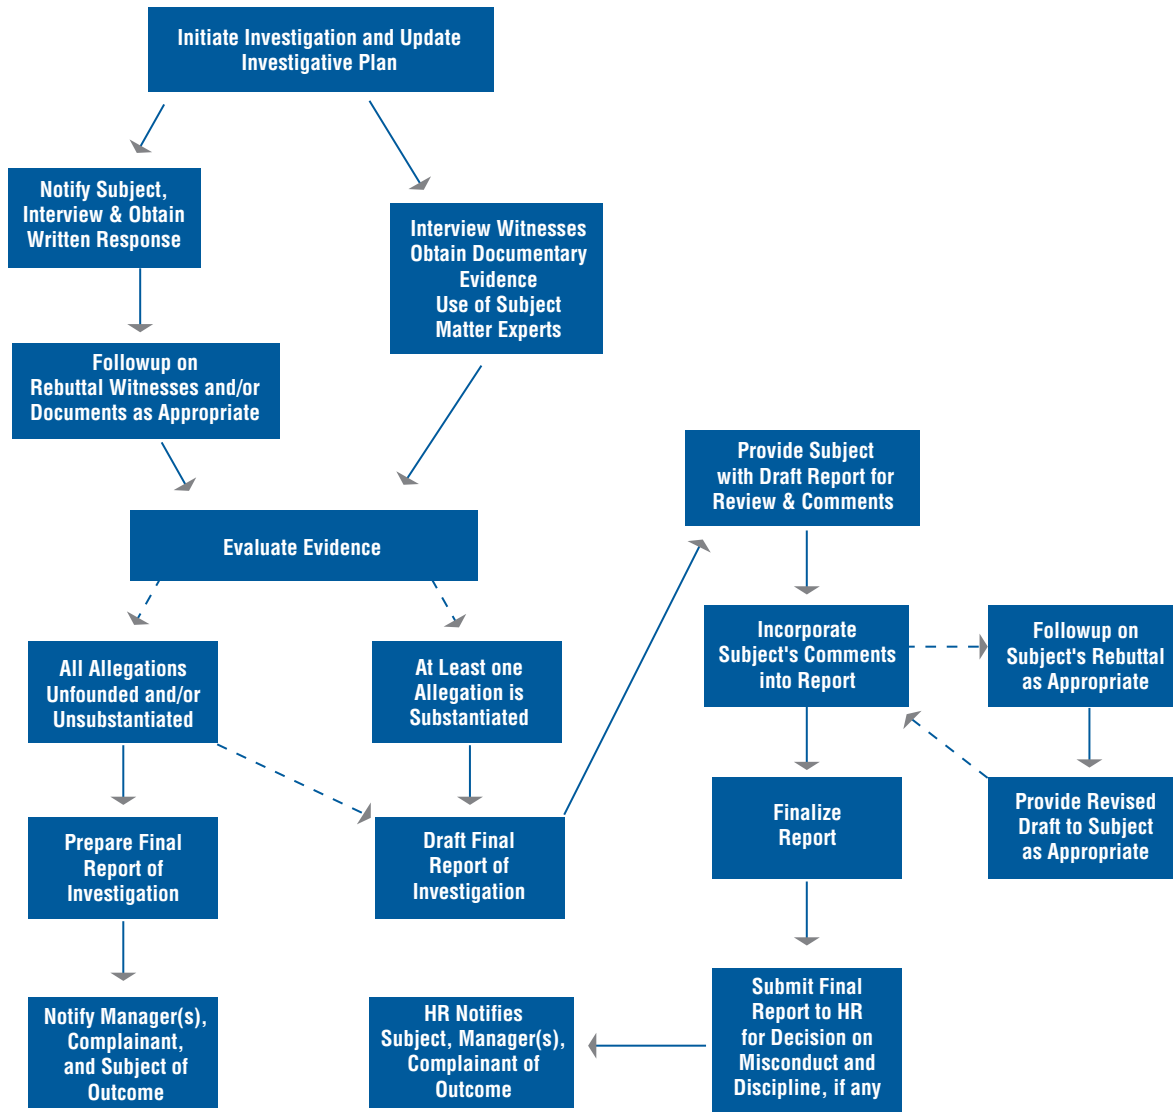 Initiate Investigation and Update
Investigative Plan
Notify Subject,
Interview & Obtain
Written Response
Interview Witnesses
Obtain Documentary
Evidence
Use of Subject
Matter Experts
Followup on
Rebuttal Witnesses and/or
Documents as Appropriate
Evaluate Evidence
All Allegations
Unfounded and/or
Unsubstantiated
At Least one
Allegation is
Substantiated
Prepare Final
Report of
Investigation
Draft Final
Report of
Investigation
Notify Manager(s),
Complainant,
and Subject of
Outcome
Provide Subject
with Draft Report for
Review & Comments
Incorporate
Subject's Comments
into Report
Followup on
Subject's Rebuttal
as Appropriate
Provide Revised
Draft to Subject
as Appropriate
Finalize
Report
Submit Final
Report to HR
for Decision on
Misconduct and
Discipline, if any
HR Notifies
Subject, Manager(s),
Complainant of
Outcome